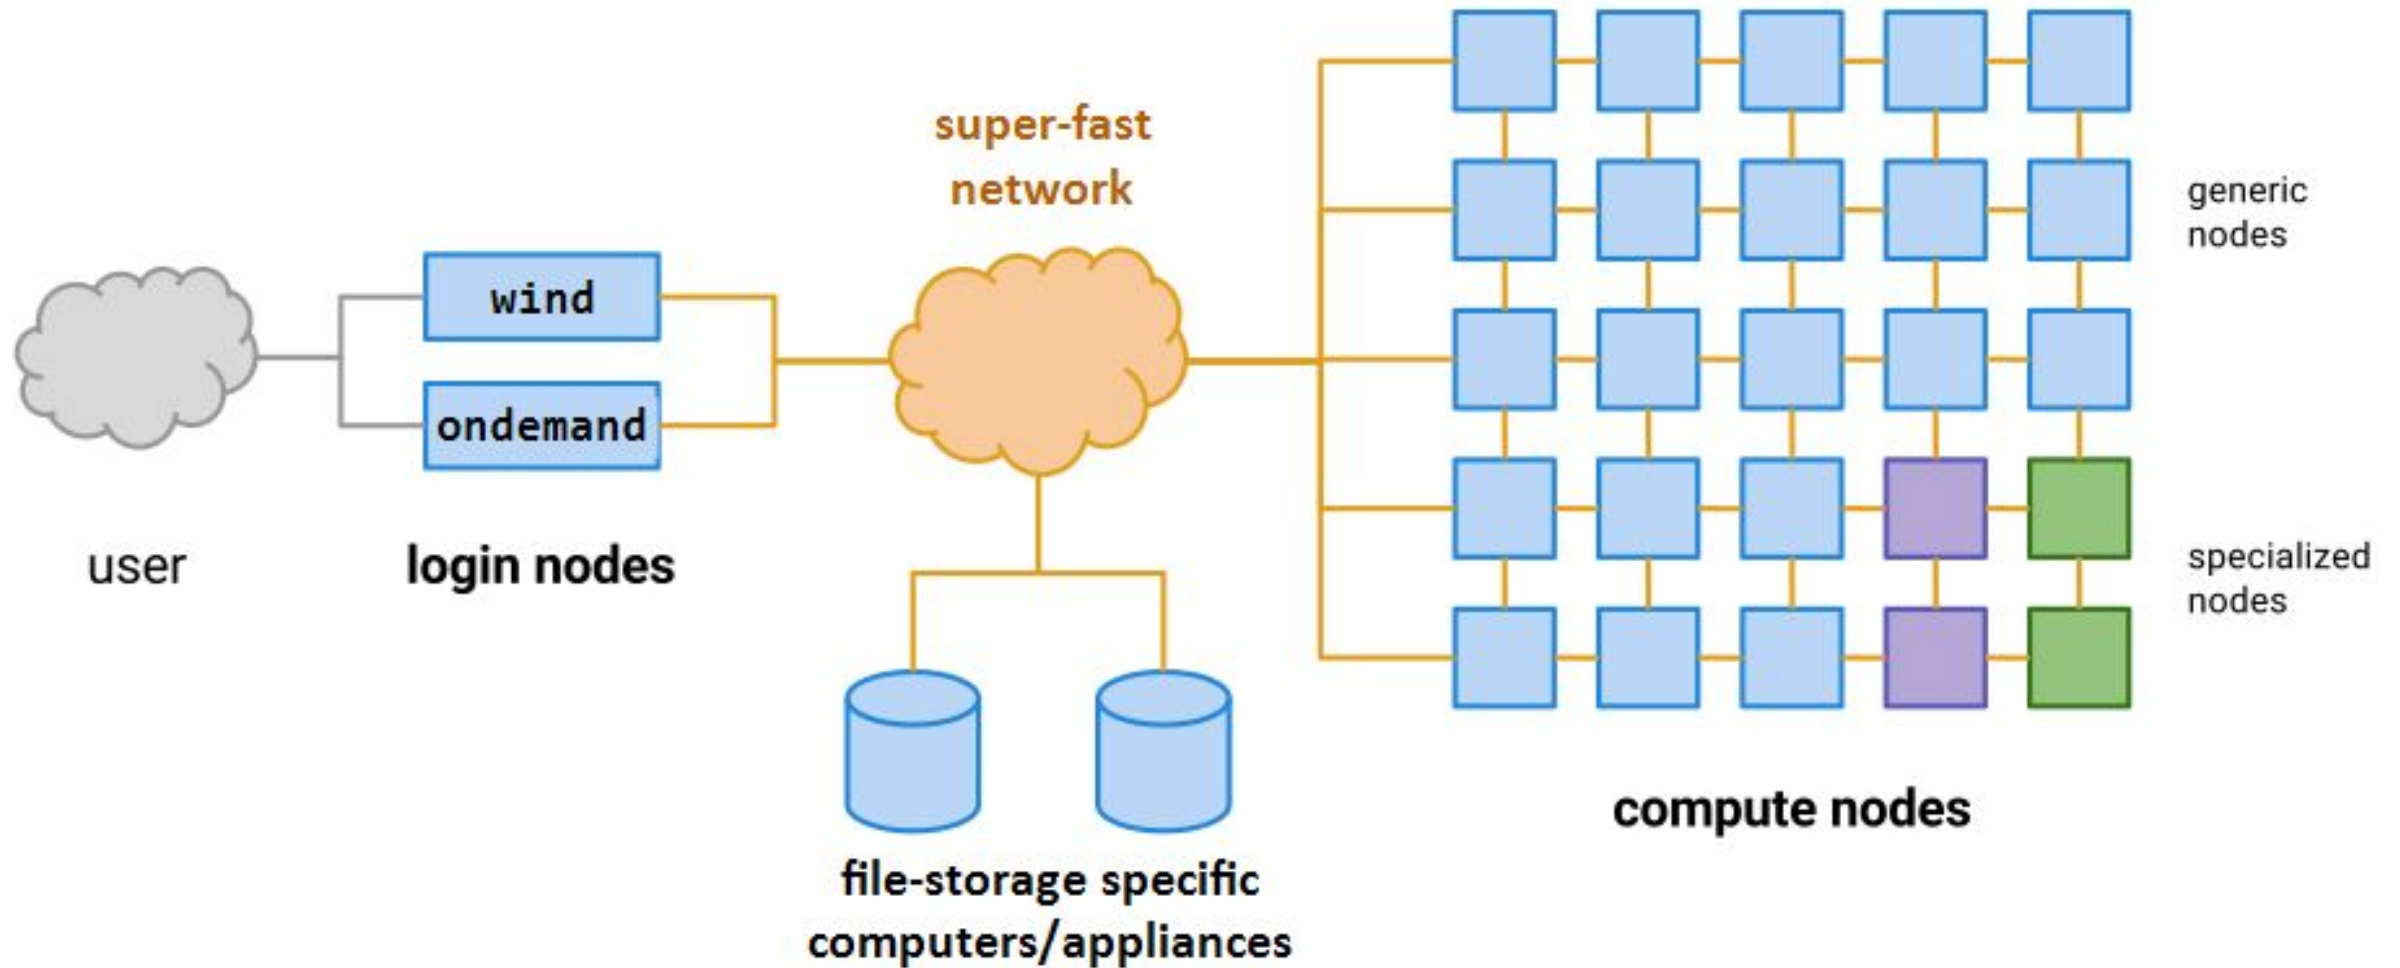 super-fast
network
wind
ondemand
user
login nodes
file-storage specific
computers/appliances
generic
nodes
specialized
nodes
compute nodes